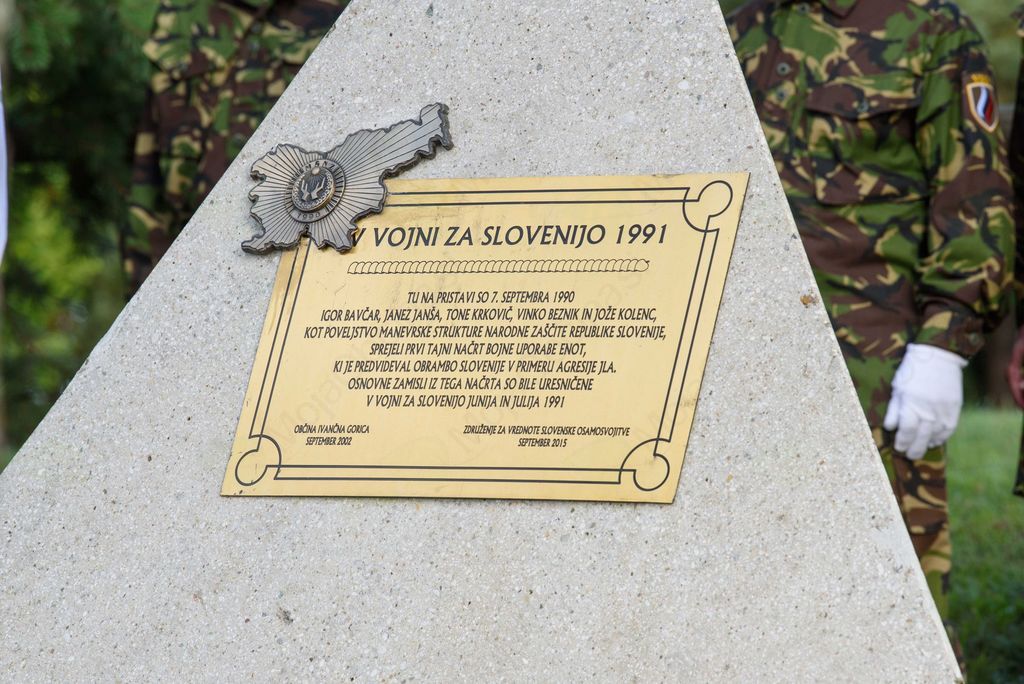 V VOJNI ZA SLOVENIJO 1991
TU NA PRISTAVI SO 7. SEPTEMBRA 1990
IGOR BAVČAR, JANEZ JANŠA, TONE KRKOVIČ, VINKO BEZNIK IN JOŽE KOLENC,
KOT POVELJSTVO MANEVRSKE STRUKTURE NARODNE ZAŠČITE REPUBLIKE SLOVENIJE,
SPREJELI PRVI TAJNI NAČRT BOJNE UPORABE ENOT,
KI JE PREDVIDEVAL OBRAMBO SLOVENIJE V PRIMERU AGRESIJE JLA.
OSNOVNE ZAMISLI IZ TEGA NAČRTA SO BILE URESNIČENE
V VOJNI ZA SLOVENIJO JUNIJA IN JULIJA 1991
OBČINA IVANČNA GORICA
SEPTEMBER 2002
ZDRUŽENJE ZA VREDNOTE SLOVENSKE OSAMOSVOJITVE
SEPTEMBER 2015
1990